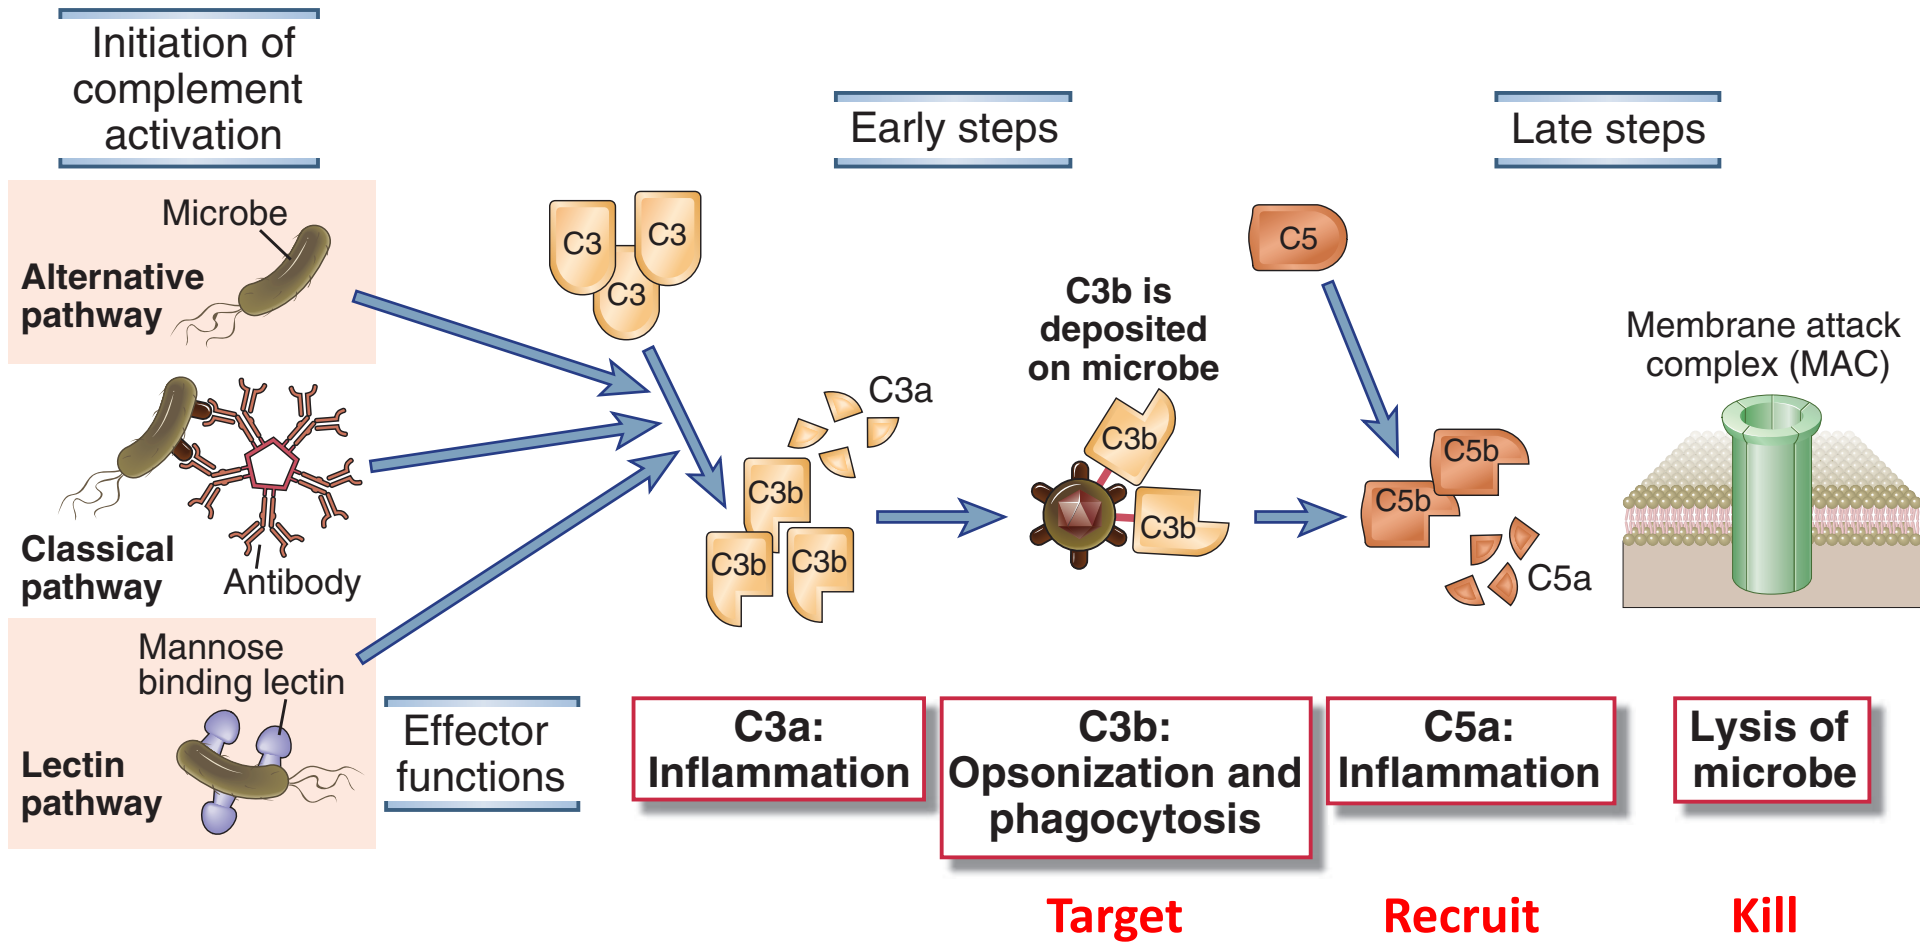 Initiation of
complement
activation
Early steps
Late steps
Microbe
Alternative
pathway
C3
C3
C3
C5
C3b is
deposited
on microbe
Membrane attack
complex (MAC)
C3a
C3b
C3b
C3b
C3b
C3b
C5b
C5b
C5a
Classical
pathway
Antibody
Mannose
binding lectin
Lectin
pathway
Effector
functions
C3a:
Inflammation
C3b:
Opsonization and
phagocytosis
C5a:
Inflammation
Lysis of
microbe
Target
Recruit
Kill